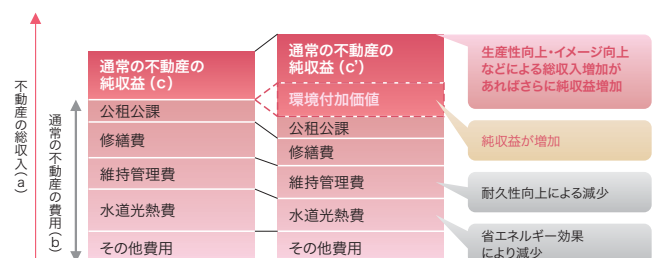 不動産の総収入(a)
通常の不動産の費用(b)
通常の不動産の
純収益(c)
公租公課
修繕費
維持管理費
水道光熱費
その他費用
通常の不動産の
純収益(c')
環境付加価値
公租公課
修繕費
維持管理費
水道光熱費
その他費用
生産性向上・イメージ向上
などによる総収入増加が
あればさらに純収益増加
純収益が増加
耐久性向上による減少
省エネルギー効果
により減少